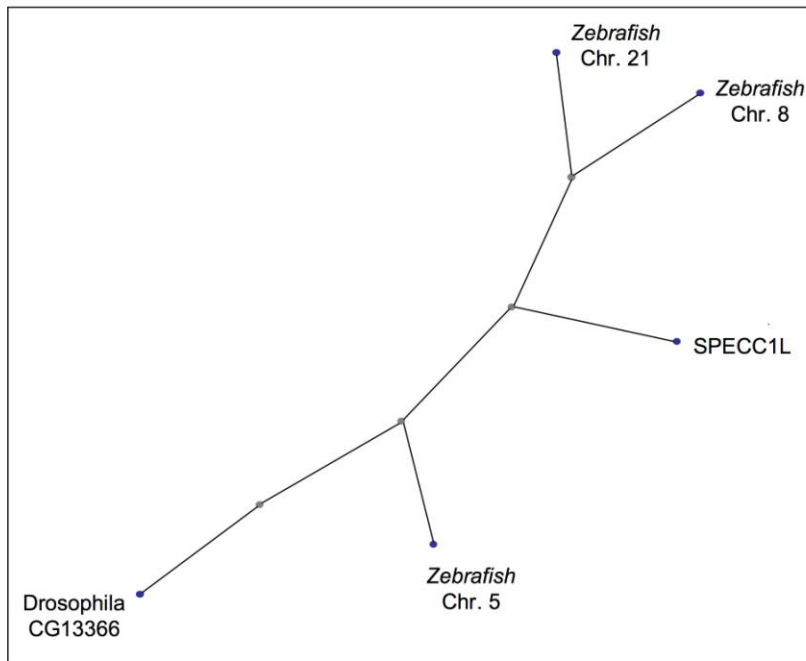 Zebrafish
Chr. 21
Zebrafish
Chr. 8
SPECC1L
Zebrafish
Chr. 5
Drosophila
CG13366